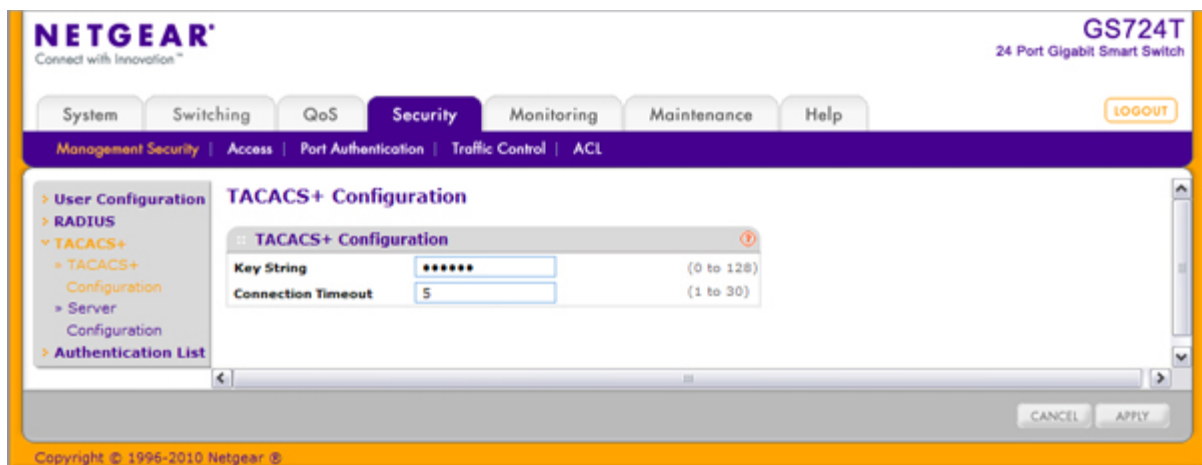 NETGEAR®
Connect with Innovation™
GS724T
24 Port Gigabit Smart Switch
System Switching QoS Security Monitoring Maintenance Help LOGOUT
Management Security | Access | Port Authentication | Traffic Control | ACL
User Configuration
RADIUS
TACACS+
» TACACS+
Configuration
» Server
Configuration
Authentication List
TACACS+ Configuration
TACACS+ Configuration ?
Key String •••••• (0 to 128)
Connection Timeout 5 (1 to 30)
CANCEL APPLY
Copyright © 1996-2010 Netgear ®